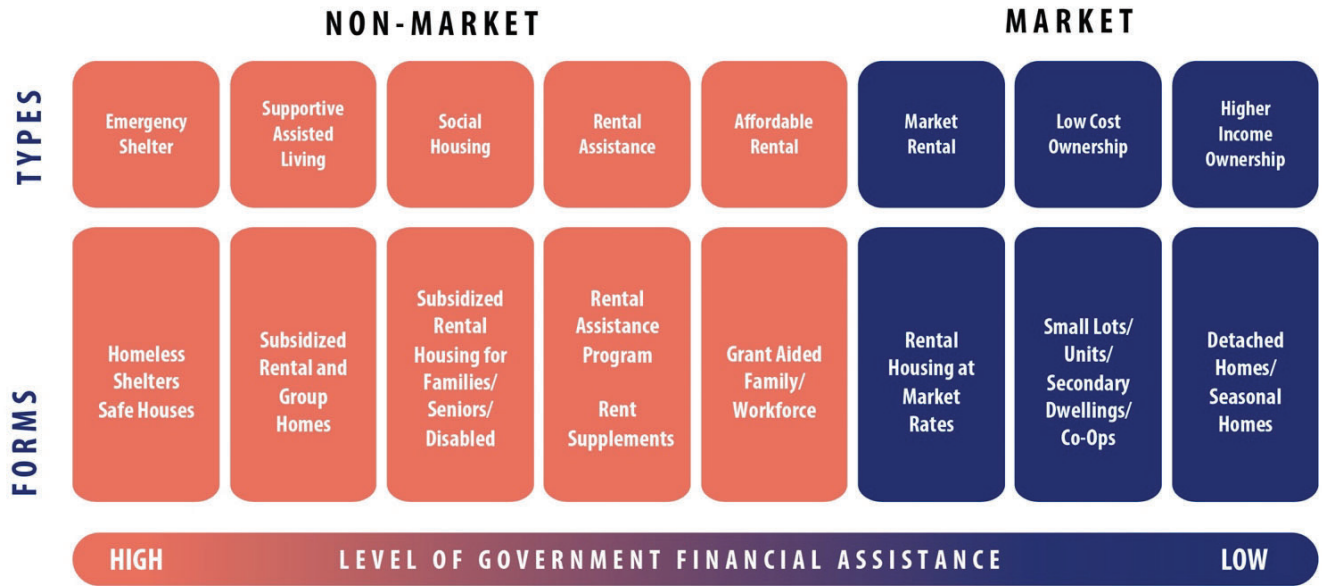 NON-MARKET
MARKET
TYPES
Emergency
Shelter
Supportive
Assisted
Living
Social
Housing
Rental
Assistance
Affordable
Rental
Market
Rental
Low Cost
Ownership
Higher
Income
Ownership
FORMS
Homeless
Shelters
Safe Houses
Subsidized
Rental and
Group
Homes
Subsidized
Rental
Housing for
Families/
Seniors/
Disabled
Rental
Assistance
Program
Rent
Supplements
Grant Aided
Family/
Workforce
Rental
Housing at
Market
Rates
Small Lots/
Units/
Secondary
Dwellings/
Co-Ops
Detached
Homes/
Seasonal
Homes
HIGH LEVEL OF GOVERNMENT FINANCIAL ASSISTANCE LOW